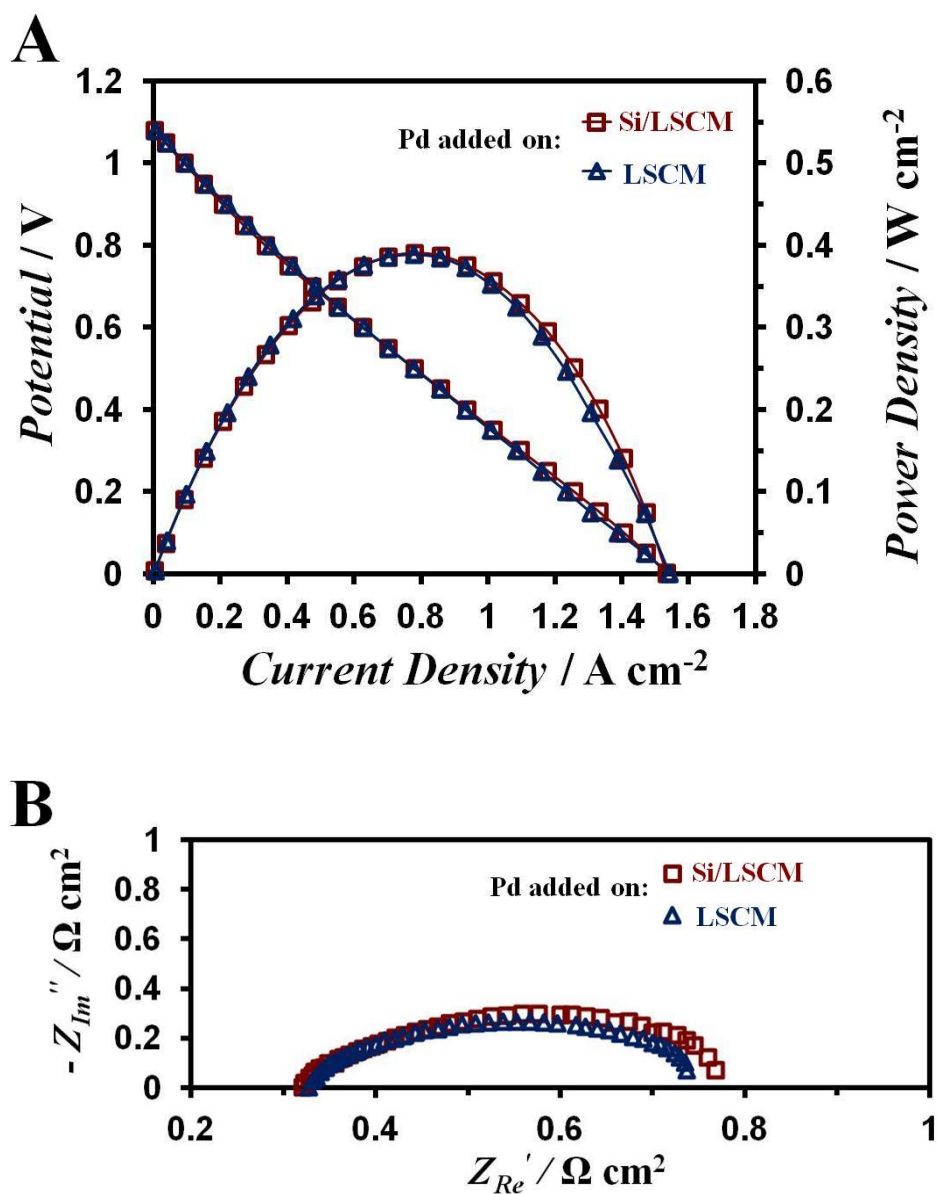 A
1.2
1
0.8
0.6
0.4
0.2
0
Potential / V
0.6
0.5
0.4
0.3
0.2
0.1
0
Power Density / W cm-2
Pd added on:
Si/LSCM
LSCM
0 0.2 0.4 0.6 0.8 1 1.2 1.4 1.6 1.8
Current Density / A cm-2
B
1
0.8
0.6
0.4
0.2
0
- ZIm'' / Ω cm2
Pd added on:
Si/LSCM
LSCM
0.2 0.4 0.6 0.8 1
ZRe' / Ω cm2